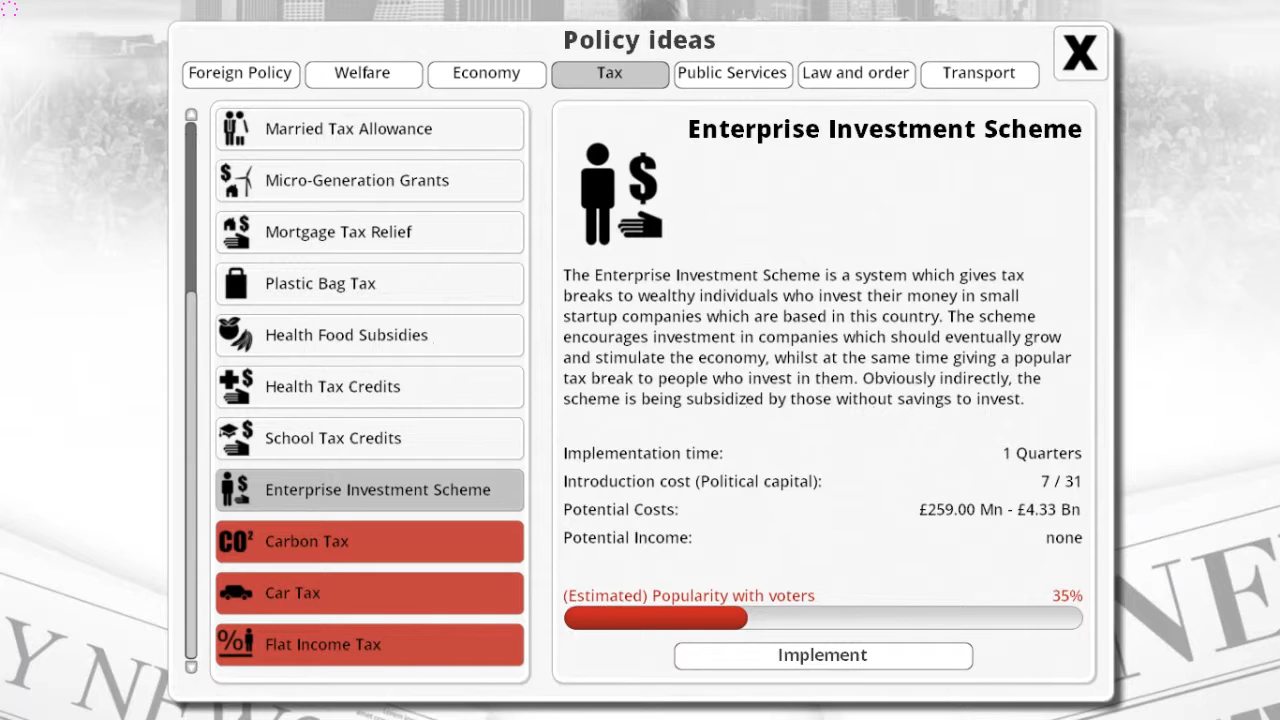 Policy ideas
X
Foreign Policy
Welfare
Economy
Tax
Public Services
Law and order
Transport
Married Tax Allowance
Micro-Generation Grants
Mortgage Tax Relief
Plastic Bag Tax
Health Food Subsidies
Health Tax Credits
School Tax Credits
Enterprise Investment Scheme
CO² Carbon Tax
Car Tax
Flat Income Tax
Enterprise Investment Scheme
The Enterprise Investment Scheme is a system which gives tax
breaks to wealthy individuals who invest their money in small
startup companies which are based in this country. The scheme
encourages investment in companies which should eventually grow
and stimulate the economy, whilst at the same time giving a popular
tax break to people who invest in them. Obviously indirectly, the
scheme is being subsidized by those without savings to invest.
Implementation time: 1 Quarters
Introduction cost (Political capital): 7 / 31
Potential Costs: £259.00 Mn - £4.33 Bn
Potential Income: none
(Estimated) Popularity with voters 35%
Implement